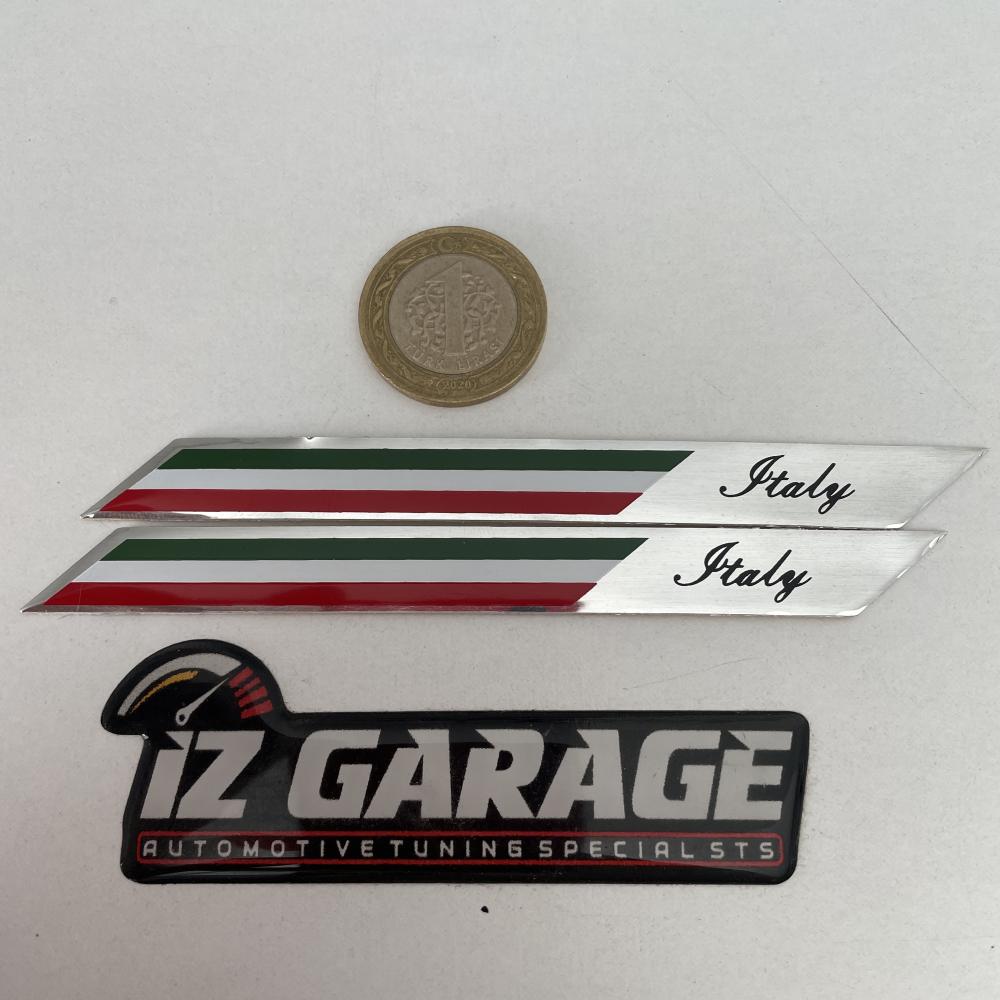 1
TÜRK LİRASI
(2020)
Italy
Italy
iZ GARAGE
AUTOMOTIVE TUNING SPECIAL STS